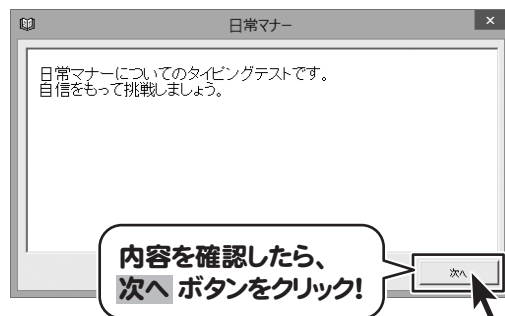 日常マナー
×
日常マナーについてのタイピングテストです。
自信をもって挑戦しましょう。
内容を確認したら、
次へ ボタンをクリック!
次へ